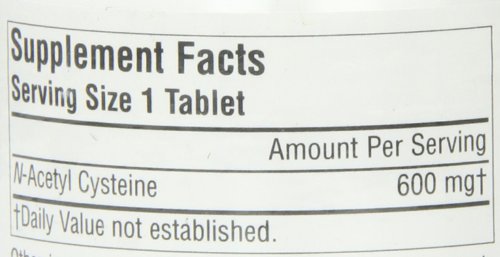 Supplement Facts
Serving Size 1 Tablet
Amount Per Serving
N-Acetyl Cysteine 600 mg†
†Daily Value not established.